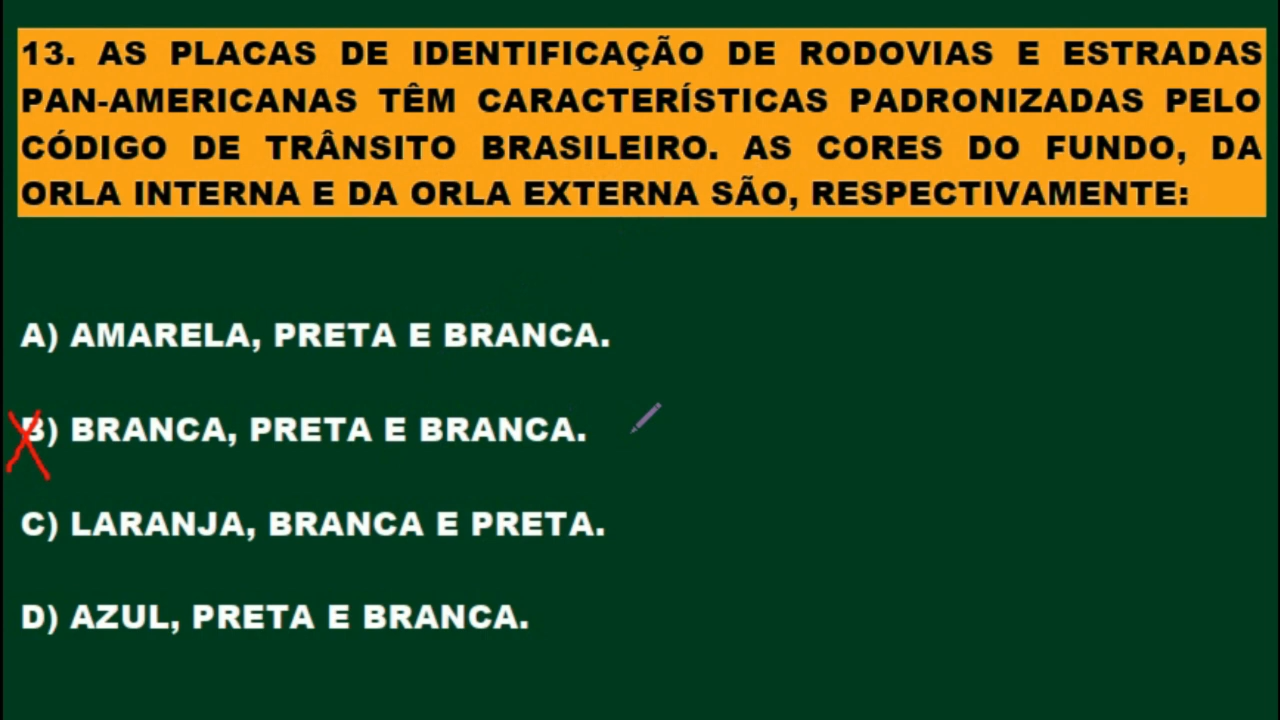 13. AS PLACAS DE IDENTIFICAÇÃO DE RODOVIAS E ESTRADAS
PAN-AMERICANAS TÊM CARACTERÍSTICAS PADRONIZADAS PELO
CÓDIGO DE TRÂNSITO BRASILEIRO. AS CORES DO FUNDO, DA
ORLA INTERNA E DA ORLA EXTERNA SÃO, RESPECTIVAMENTE:
A) AMARELA, PRETA E BRANCA.
B) BRANCA, PRETA E BRANCA.
C) LARANJA, BRANCA E PRETA.
D) AZUL, PRETA E BRANCA.